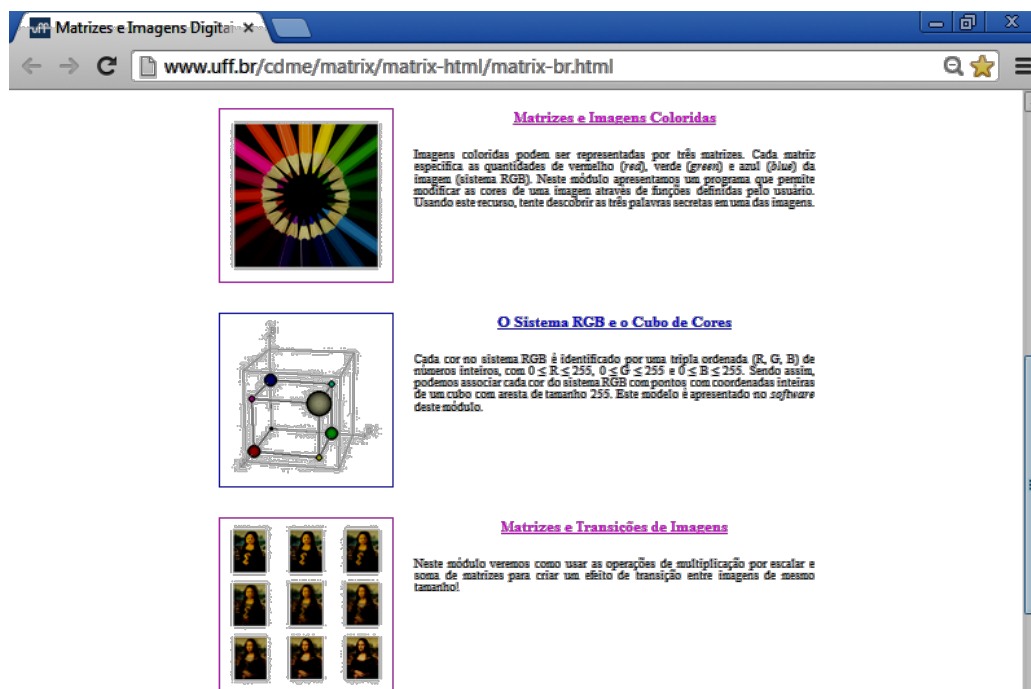 uff Matrizes e Imagens Digitai
www.uff.br/cdme/matrix/matrix-html/matrix-br.html
Matrizes e Imagens Coloridas
Imagens coloridas podem ser representadas por três matrizes. Cada matriz
especifica as quantidades de vermelho (red), verde (green) e azul (blue) da
imagem (sistema RGB). Neste módulo apresentamos um programa que permite
modificar as cores de uma imagem através de funções definidas pelo usuário.
Usando este recurso, tente descobrir as três palavras secretas em uma das imagens.
O Sistema RGB e o Cubo de Cores
Cada cor no sistema RGB é identificado por uma tripla ordenada (R, G, B) de
números inteiros, com 0 ≤ R ≤ 255, 0 ≤ G ≤ 255 e 0 ≤ B ≤ 255. Sendo assim,
podemos associar cada cor do sistema RGB com pontos com coordenadas inteiras
de um cubo com aresta de tamanho 255. Este modelo é apresentado no software
deste módulo.
Matrizes e Transições de Imagens
Neste módulo veremos como usar as operações de multiplicação por escalar e
soma de matrizes para criar um efeito de transição entre imagens de mesmo
tamanho!